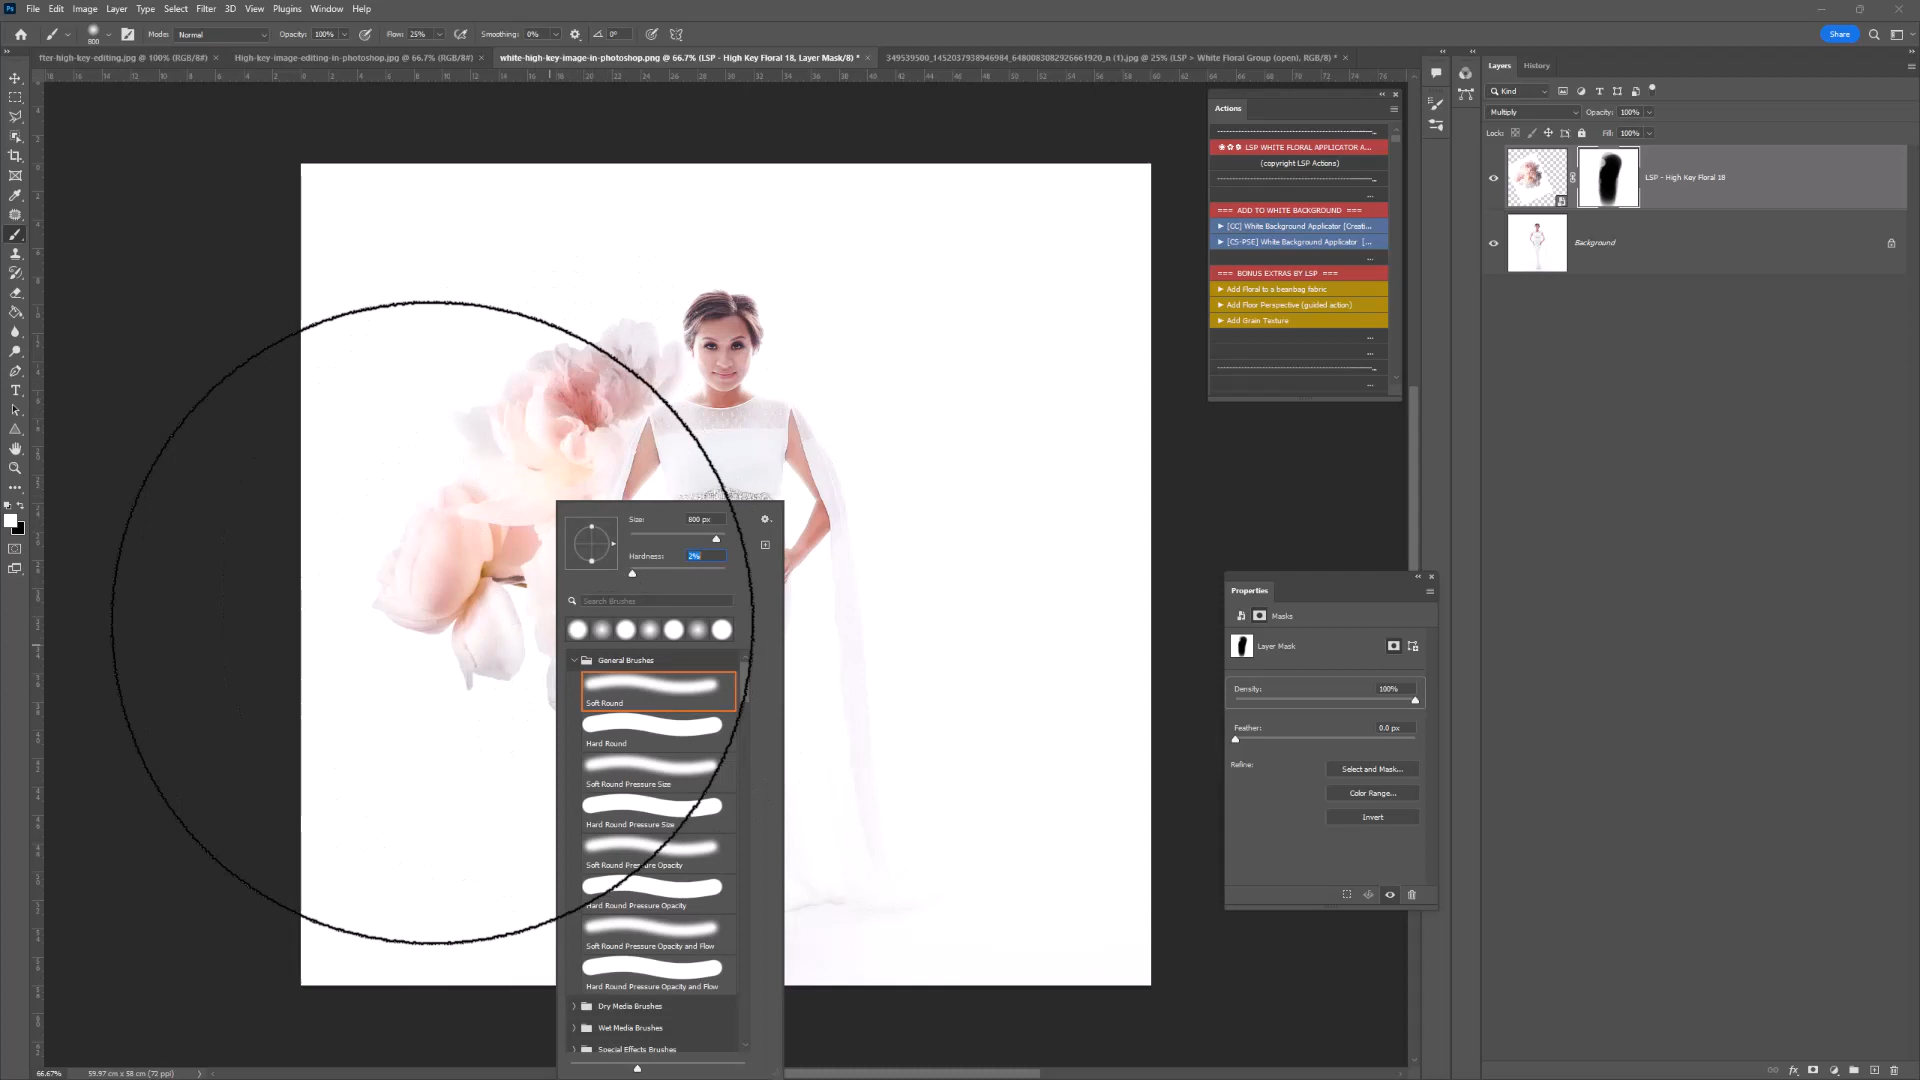 Ps File Edit Image Layer Type Select Filter 3D View Plugins Window Help
800 Mode: Normal Opacity: 100% Flow: 25% Smoothing: 0% 0° Share
fter-high-key-editing.jpg @ 100% (RGB/8#) × High-key-image-editing-in-photoshop.jpg @ 66.7% (RGB/8#) × white-high-key-image-in-photoshop.png @ 66.7% (LSP - High Key Floral 18, Layer Mask/8) * × 349539500_1452037938946984_6480083082926661920_n (1).jpg @ 25% (LSP > White Floral Group (open), RGB/8#) * ×
Actions
LSP WHITE FLORAL APPLICATOR A...
(copyright LSP Actions)
=== ADD TO WHITE BACKGROUND ===
[CC] White Background Applicator [Creati...
[CS-PSE] White Background Applicator [...
=== BONUS EXTRAS BY LSP ===
Add Floral to a beanbag fabric
Add Floor Perspective (guided action)
Add Grain Texture
Layers History
Kind
Multiply Opacity: 100%
Lock: Fill: 100%
LSP - High Key Floral 18
Background
Size: 800 px
Hardness: 2%
Search Brushes
General Brushes
Soft Round
Hard Round
Soft Round Pressure Size
Hard Round Pressure Size
Soft Round Pressure Opacity
Hard Round Pressure Opacity
Soft Round Pressure Opacity and Flow
Hard Round Pressure Opacity and Flow
Dry Media Brushes
Wet Media Brushes
Special Effects Brushes
Properties
Masks
Layer Mask
Density: 100%
Feather: 0.0 px
Refine: Select and Mask...
Color Range...
Invert
66.67% 59.97 cm x 58 cm (72 ppi)